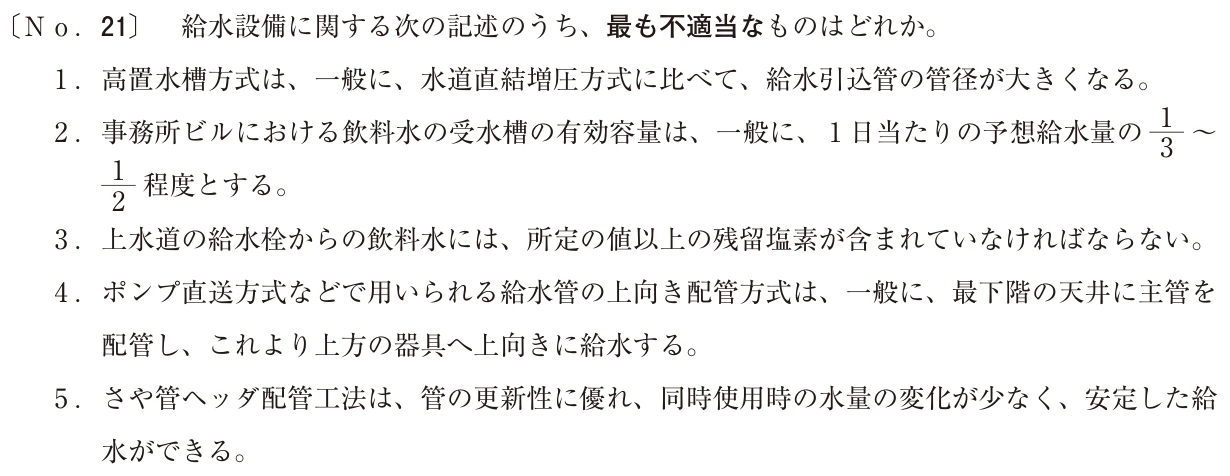 〔Ｎｏ．21〕　給水設備に関する次の記述のうち、最も不適当なものはどれか。
１．高置水槽方式は、一般に、水道直結増圧方式に比べて、給水引込管の管径が大きくなる。
２．事務所ビルにおける飲料水の受水槽の有効容量は、一般に、１日当たりの予想給水量の 1/3 ～
1/2 程度とする。
３．上水道の給水栓からの飲料水には、所定の値以上の残留塩素が含まれていなければならない。
４．ポンプ直送方式などで用いられる給水管の上向き配管方式は、一般に、最下階の天井に主管を
配管し、これより上方の器具へ上向きに給水する。
５．さや管ヘッダ配管工法は、管の更新性に優れ、同時使用時の水量の変化が少なく、安定した給
水ができる。